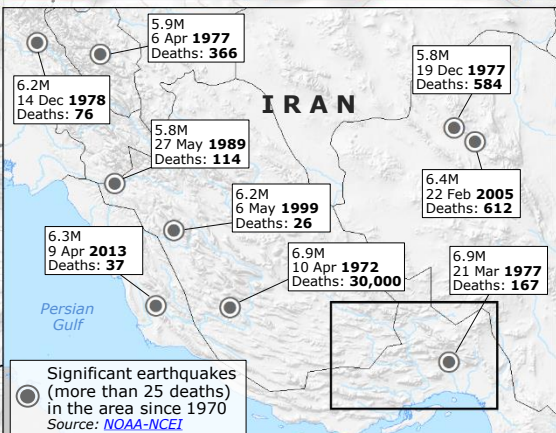 5.9M
6 Apr 1977
Deaths: 366
5.8M
19 Dec 1977
Deaths: 584
6.2M
14 Dec 1978
Deaths: 76
IRAN
5.8M
27 May 1989
Deaths: 114
6.4M
22 Feb 2005
Deaths: 612
6.2M
6 May 1999
Deaths: 26
6.3M
9 Apr 2013
Deaths: 37
6.9M
10 Apr 1972
Deaths: 30,000
6.9M
21 Mar 1977
Deaths: 167
Persian
Gulf
Significant earthquakes
(more than 25 deaths)
in the area since 1970
Source: NOAA-NCEI